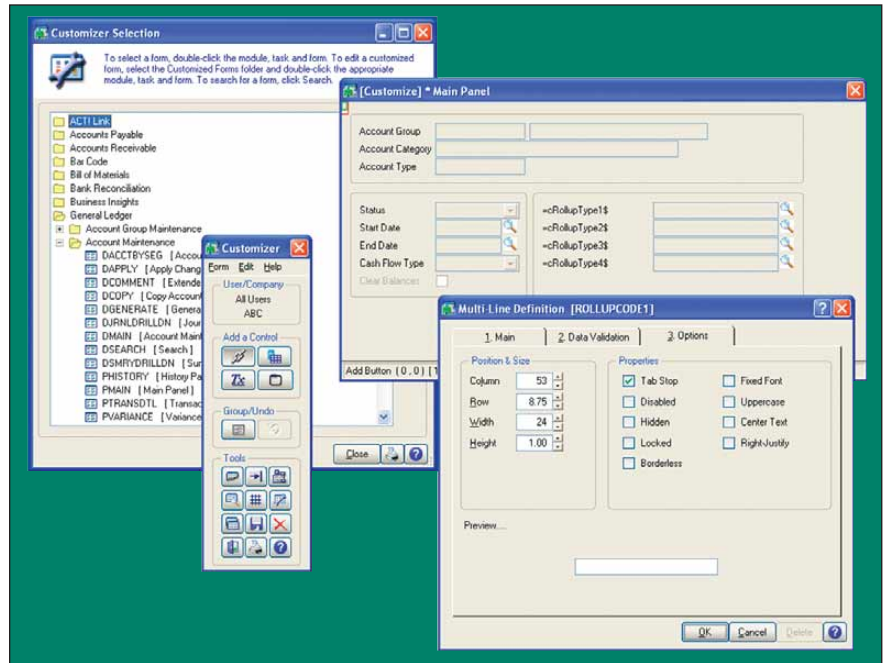 Customizer Selection
To select a form, double-click the module, task and form. To edit a customized
form, select the Customized Forms folder and double-click the appropriate
module, task and form. To search for a form, click Search.
ACT! Link
Accounts Payable
Accounts Receivable
Bar Code
Bill of Materials
Bank Reconciliation
Business Insights
General Ledger
Account Group Maintenance
Account Maintenance
DACCTBYSEG [Accou
DAPPLY [Apply Chang
DCOMMENT [Extende
DCOPY [Copy Account
DGENERATE [Genera
DJRNLDRILLDN [Jour
DMAIN [Account Maint
DSEARCH [Search]
DSMRYDRILLDN [Sur
PHISTORY [History Pa
PMAIN [Main Panel]
PTRANSDTL [Transac
PVARIANCE [Variance
Close
Customizer
Form Edit Help
User/Company
All Users
ABC
Add a Control
Tx
Group/Undo
Tools
[Customize] * Main Panel
Account Group
Account Category
Account Type
Status
Start Date
End Date
Cash Flow Type
Clear Balances
=cRollupType1$
=cRollupType2$
=cRollupType3$
=cRollupType4$
Add Button (0,0) [1
Multi-Line Definition [ROLLUPCODE1]
1. Main
2. Data Validation
3. Options
Position & Size
Column 53
Row 8.75
Width 24
Height 1.00
Properties
Tab Stop
Disabled
Hidden
Locked
Borderless
Fixed Font
Uppercase
Center Text
Right-Justify
Preview....
OK Cancel Delete